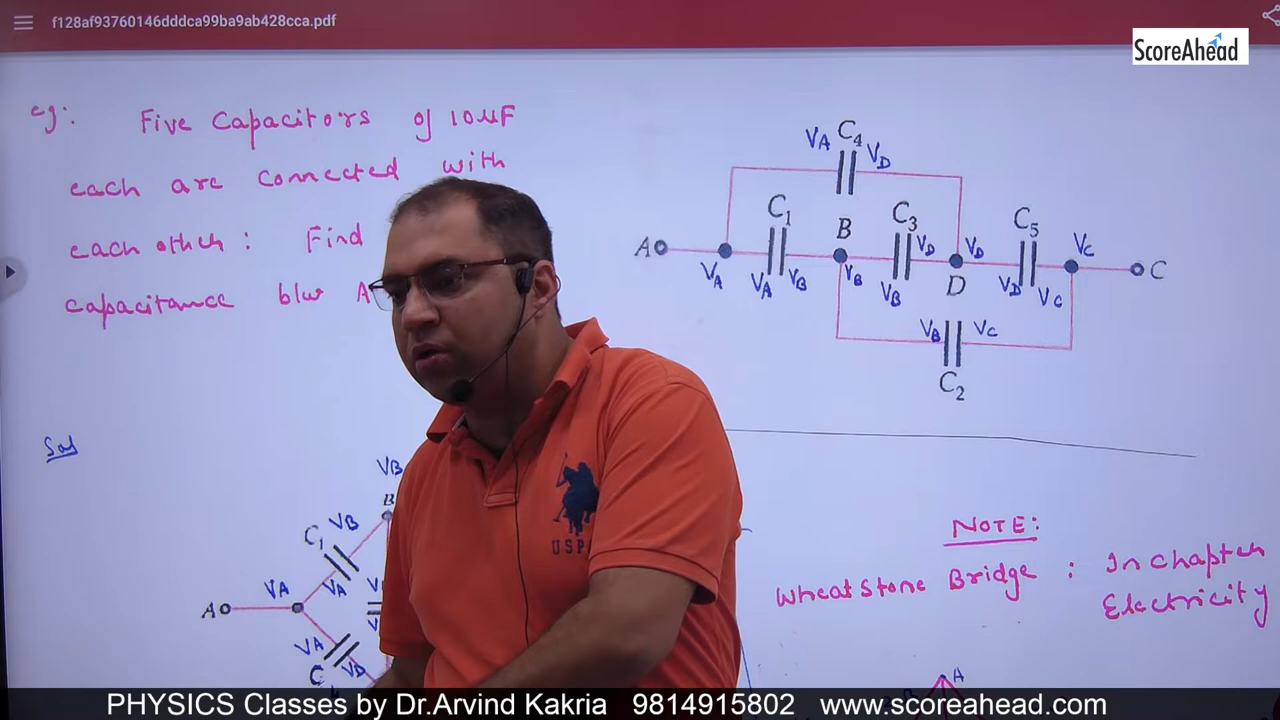 f128af93760146dddca99ba9ab428cca.pdf
ScoreAhead
eg: Five Capacitors of 10μF
each are connected with
each other: Find
capacitance b/w A
VA C4 VD
C1 B C3 C5
A VA VA VB VB VB VD VD D VD VC VC C
VB VC
C2
Sol
VB
B
C1 VB
A VA VA
VA VD
NOTE:
Wheatstone Bridge : In chapter
Electricity
A
USP
PHYSICS Classes by Dr.Arvind Kakria 9814915802 www.scoreahead.com